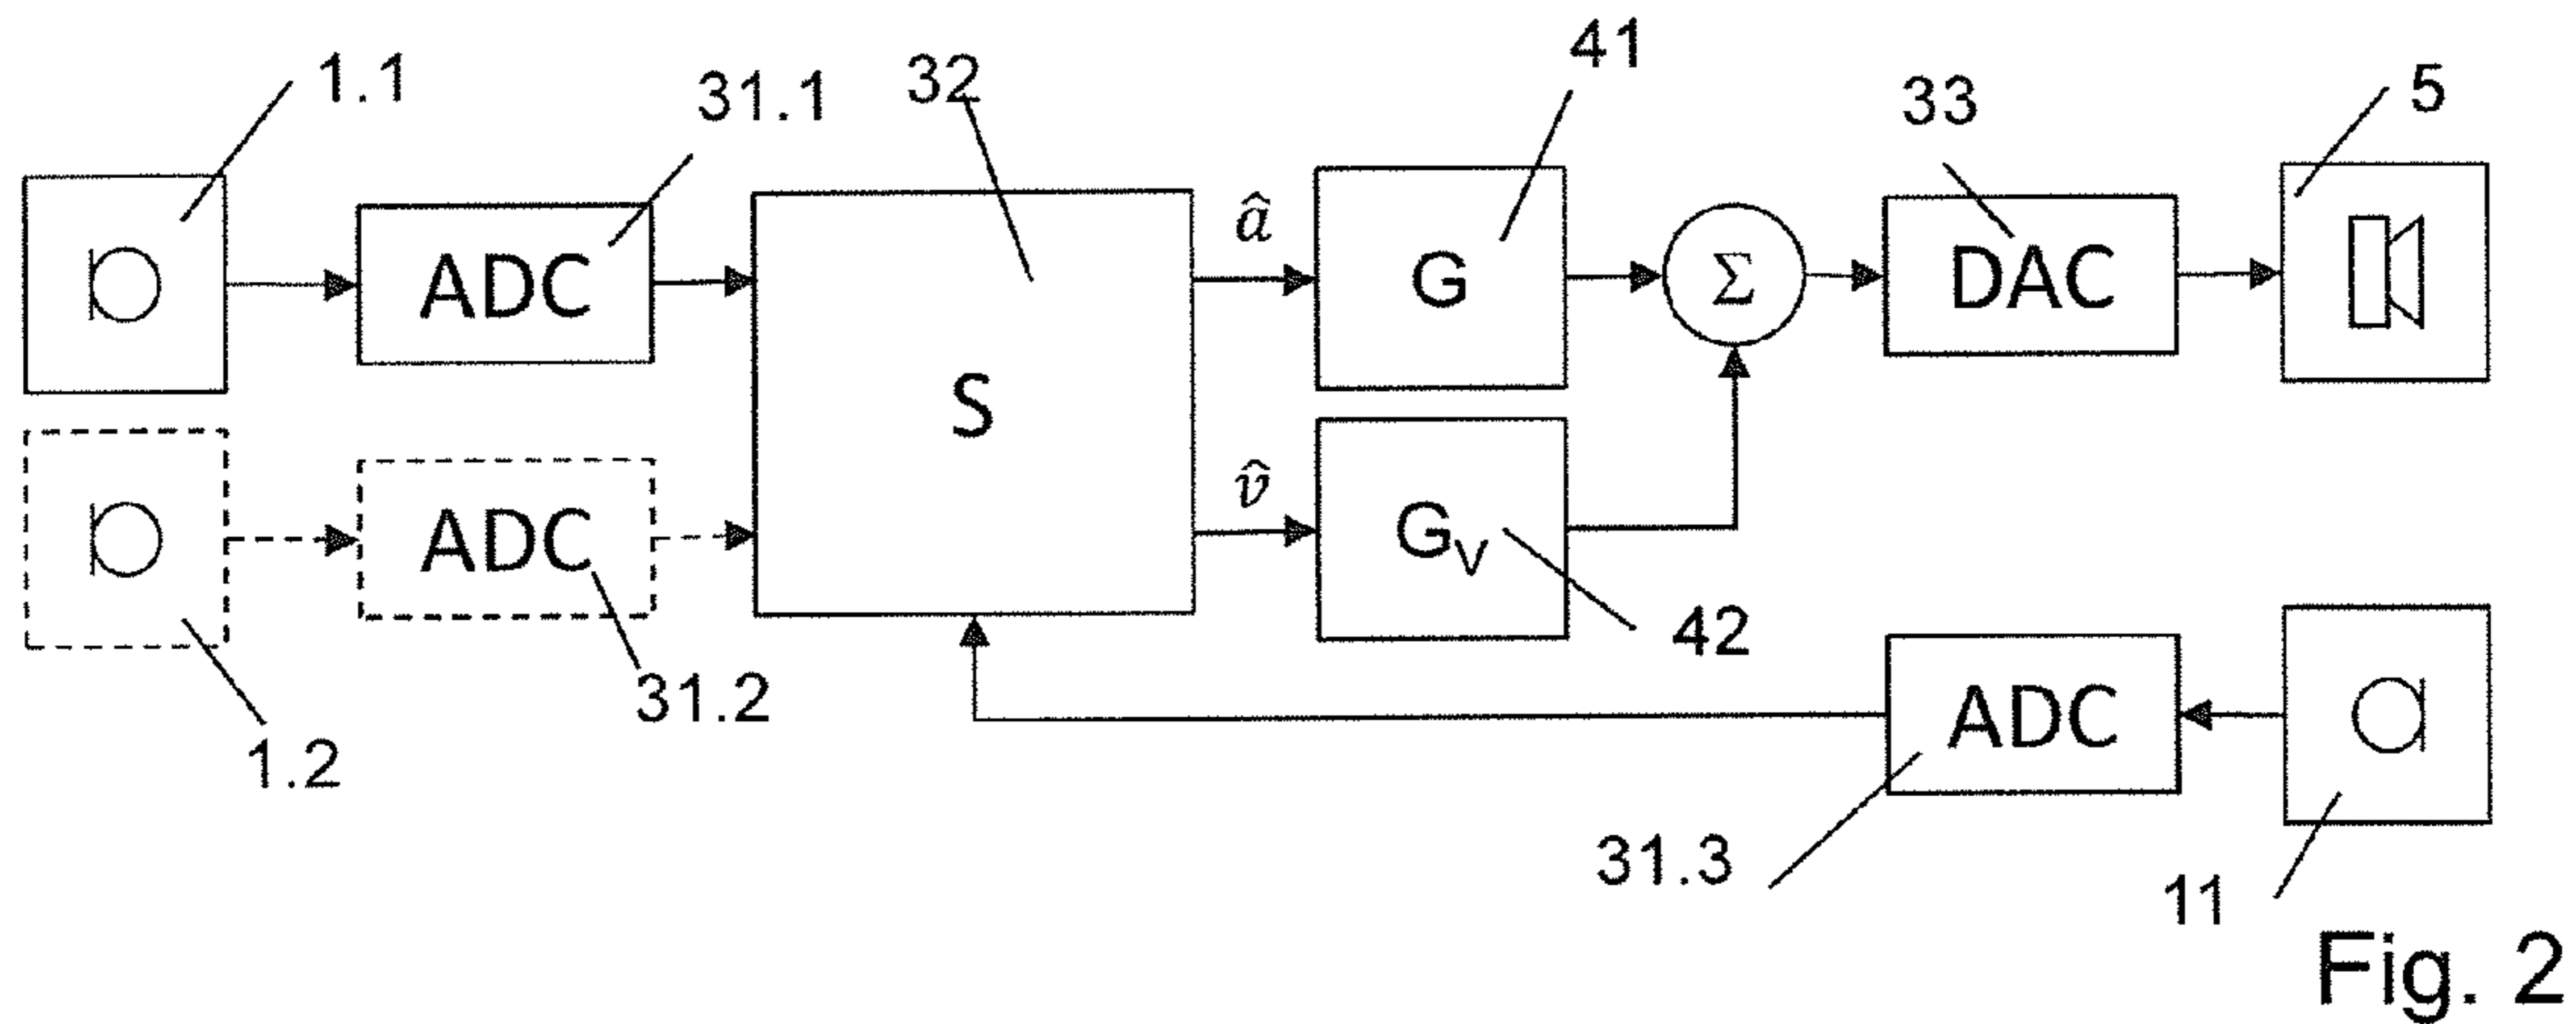 1.1
31.1
32
41
33
5
ADC
S
â
G
Σ
DAC
ADC
v̂
G_V
1.2
31.2
42
ADC
31.3
11
Fig. 2